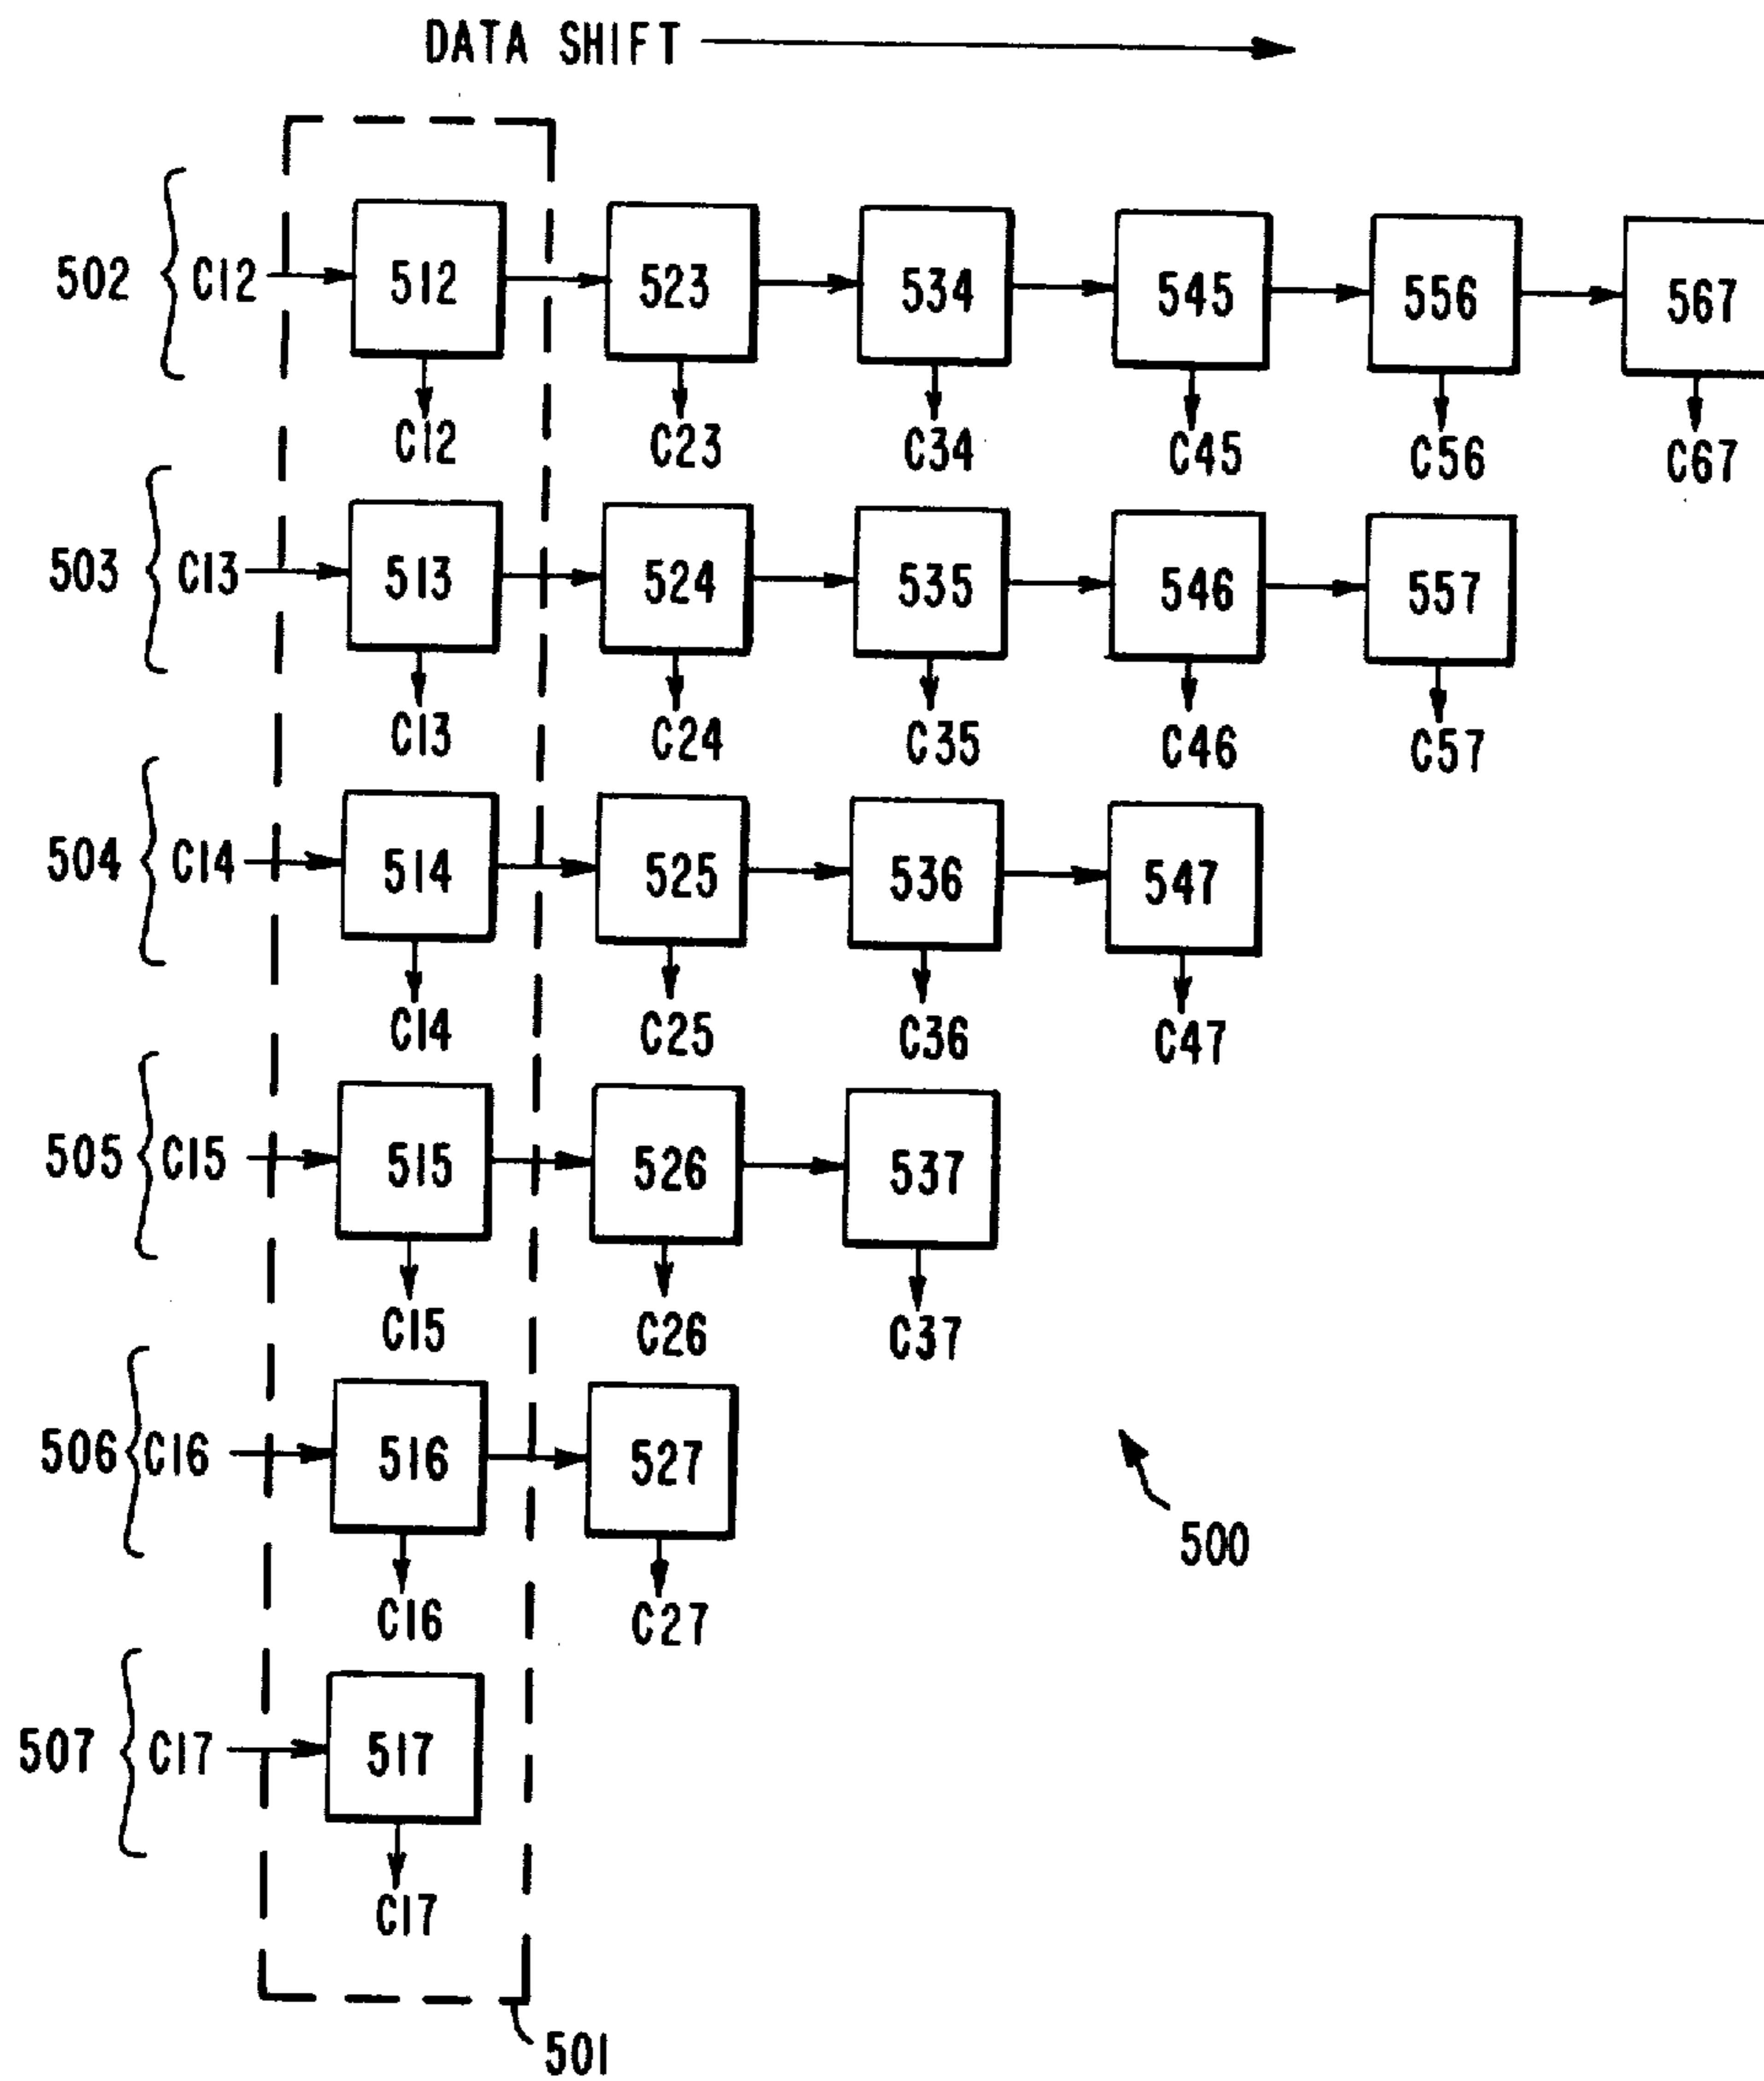 DATA SHIFT
502 C12 512 523 534 545 556 567
C12 C23 C34 C45 C56 C67
503 C13 513 524 535 546 557
C13 C24 C35 C46 C57
504 C14 514 525 536 547
C14 C25 C36 C47
505 C15 515 526 537
C15 C26 C37
506 C16 516 527
C16 C27
500
507 C17 517
C17
501